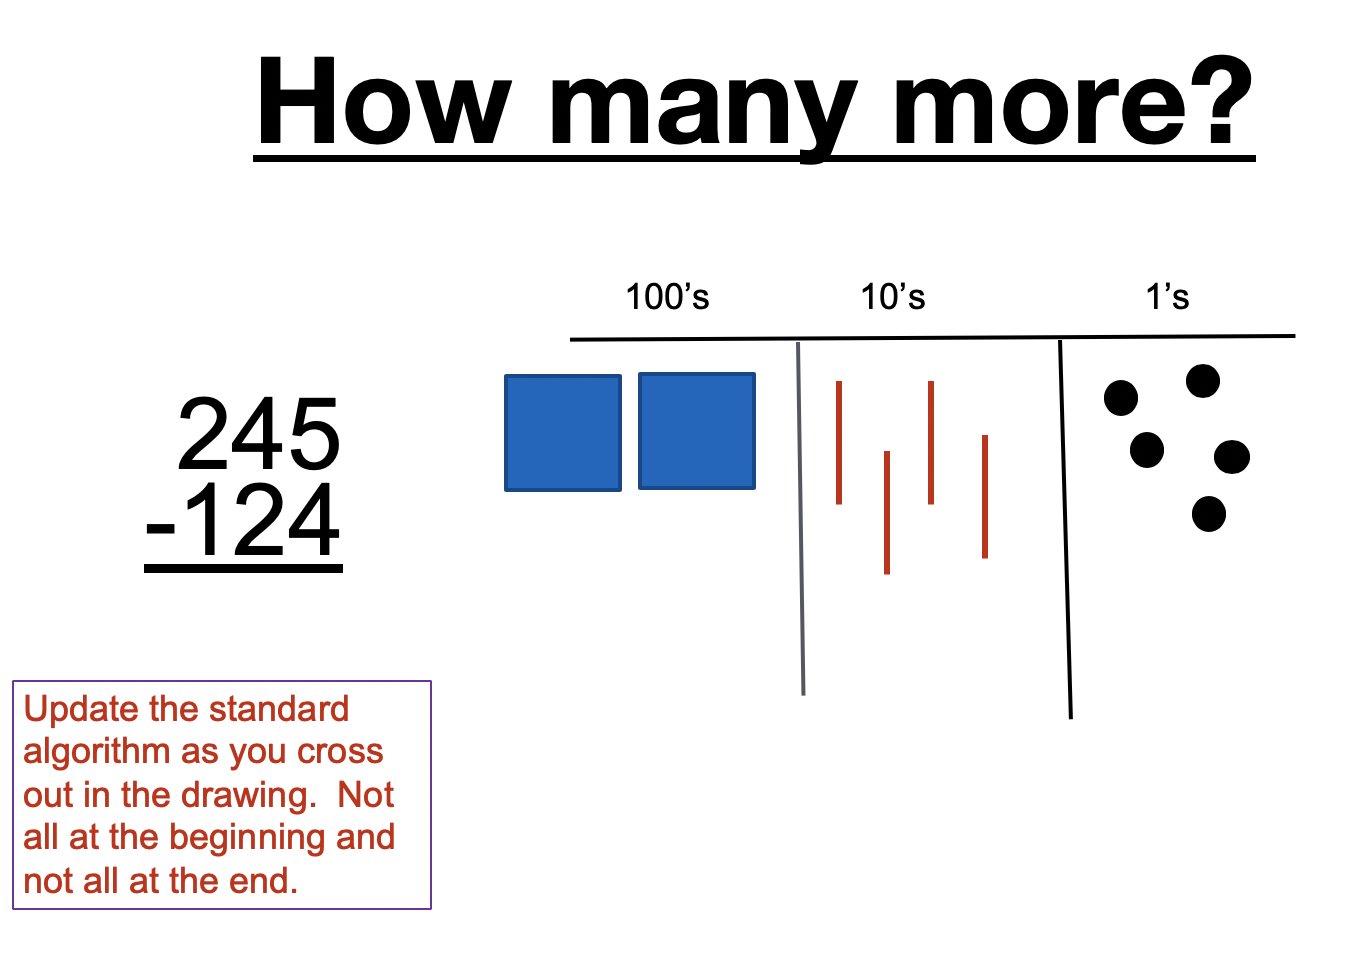 How many more?
100’s 10’s 1’s
245
-124
Update the standard
algorithm as you cross
out in the drawing.  Not
all at the beginning and
not all at the end.